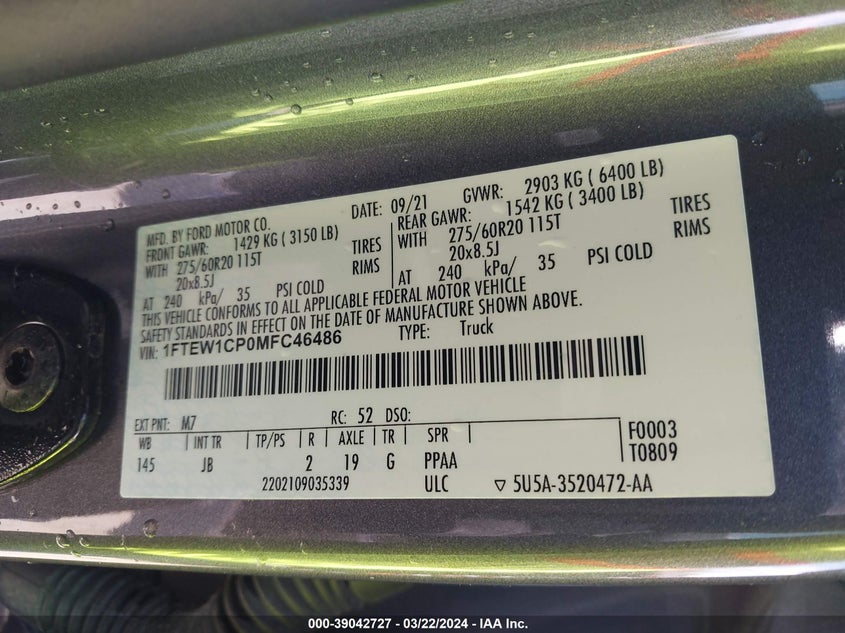 MFD. BY FORD MOTOR CO.
DATE: 09/21 GVWR: 2903 KG ( 6400 LB)
FRONT GAWR: 1429 KG ( 3150 LB) REAR GAWR: 1542 KG ( 3400 LB)
WITH 275/60R20 115T TIRES WITH 275/60R20 115T TIRES
20x8.5J RIMS 20x8.5J RIMS
AT 240 kPa/ 35 PSI COLD AT 240 kPa/ 35 PSI COLD
THIS VEHICLE CONFORMS TO ALL APPLICABLE FEDERAL MOTOR VEHICLE
SAFETY STANDARDS IN EFFECT ON THE DATE OF MANUFACTURE SHOWN ABOVE.
VIN: 1FTEW1CP0MFC46486 TYPE: Truck
EXT PNT: M7 RC: 52 DSO: F0003
WB INT TR TP/PS R AXLE TR SPR T0809
145 JB 2 19 G PPAA
2202109035339 ULC ▽ 5U5A-3520472-AA
000-39042727 - 03/22/2024 - IAA Inc.